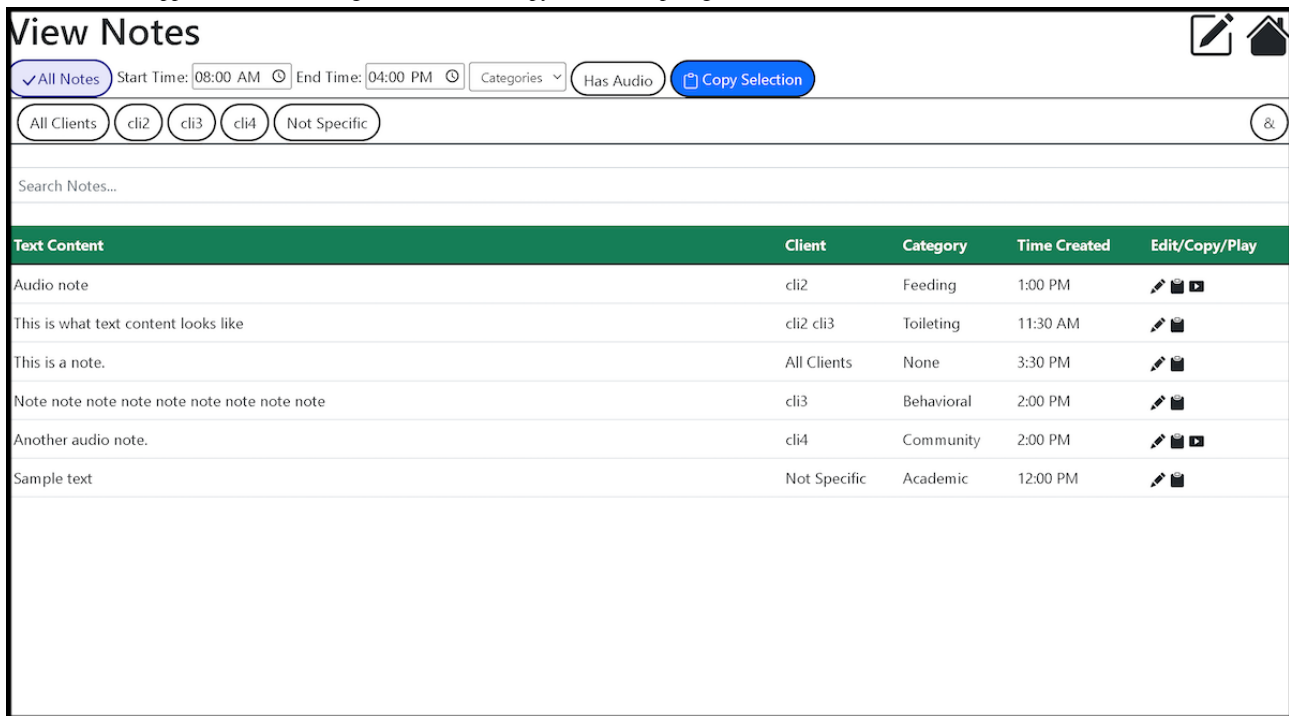 View Notes
All Notes Start Time: 08:00 AM End Time: 04:00 PM Categories Has Audio Copy Selection
All Clients cli2 cli3 cli4 Not Specific &
Search Notes...
Text Content Client Category Time Created Edit/Copy/Play
Audio note cli2 Feeding 1:00 PM
This is what text content looks like cli2 cli3 Toileting 11:30 AM
This is a note. All Clients None 3:30 PM
Note note note note note note note note note cli3 Behavioral 2:00 PM
Another audio note. cli4 Community 2:00 PM
Sample text Not Specific Academic 12:00 PM